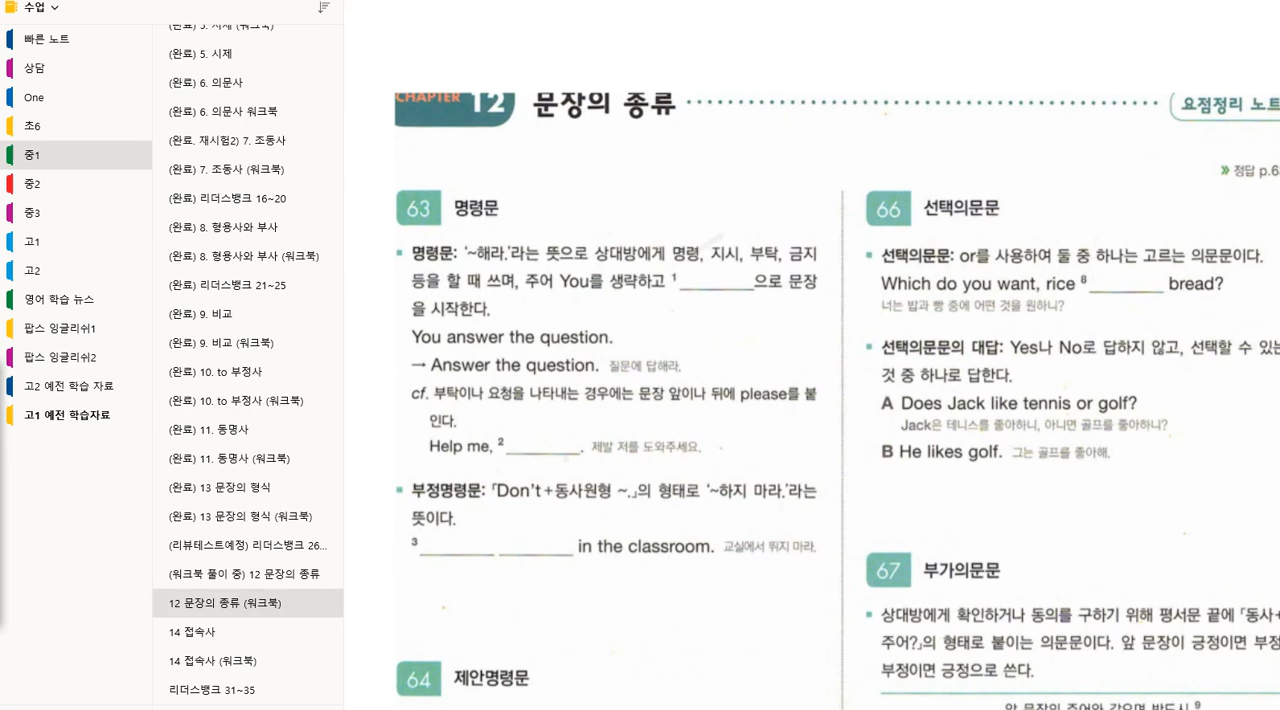 수업
(완료) 5. 시제 (워크북)
빠른 노트
상담
One
초6
중1
중2
중3
고1
고2
영어 학습 뉴스
팝스 잉글리쉬1
팝스 잉글리쉬2
고2 예전 학습 자료
고1 예전 학습자료
(완료) 5. 시제
(완료) 6. 의문사
(완료) 6. 의문사 워크북
(완료. 재시험2) 7. 조동사
(완료) 7. 조동사 (워크북)
(완료) 리더스뱅크 16~20
(완료) 8. 형용사와 부사
(완료) 8. 형용사와 부사 (워크북)
(완료) 리더스뱅크 21~25
(완료) 9. 비교
(완료) 9. 비교 (워크북)
(완료) 10. to 부정사
(완료) 10. to 부정사 (워크북)
(완료) 11. 동명사
(완료) 11. 동명사 (워크북)
(완료) 13 문장의 형식
(완료) 13 문장의 형식 (워크북)
(리뷰테스트예정) 리더스뱅크 26...
(워크북 풀이 중) 12 문장의 종류
12 문장의 종류 (워크북)
14 접속사
14 접속사 (워크북)
리더스뱅크 31~35
CHAPTER 12 문장의 종류
요점정리 노트
» 정답 p.6
63 명령문
명령문: '~해라.'라는 뜻으로 상대방에게 명령, 지시, 부탁, 금지
등을 할 때 쓰며, 주어 You를 생략하고 1 ________으로 문장
을 시작한다.
You answer the question.
→ Answer the question. 질문에 답해라.
cf. 부탁이나 요청을 나타내는 경우에는 문장 앞이나 뒤에 please를 붙
인다.
Help me, 2 ________. 제발 저를 도와주세요.
부정명령문: 「Don't+동사원형 ~.」의 형태로 '~하지 마라.'라는
뜻이다.
3 ________ ________ in the classroom. 교실에서 뛰지 마라.
64 제안명령문
66 선택의문문
선택의문문: or를 사용하여 둘 중 하나는 고르는 의문문이다.
Which do you want, rice 8 ________ bread?
너는 밥과 빵 중에 어떤 것을 원하니?
선택의문문의 대답: Yes나 No로 답하지 않고, 선택할 수 있는
것 중 하나로 답한다.
A Does Jack like tennis or golf?
Jack은 테니스를 좋아하니, 아니면 골프를 좋아하니?
B He likes golf. 그는 골프를 좋아해.
67 부가의문문
상대방에게 확인하거나 동의를 구하기 위해 평서문 끝에 「동사+
주어?」의 형태로 붙이는 의문문이다. 앞 문장이 긍정이면 부정
부정이면 긍정으로 쓴다.
앞 문장의 주어와 같으며 반드시 9